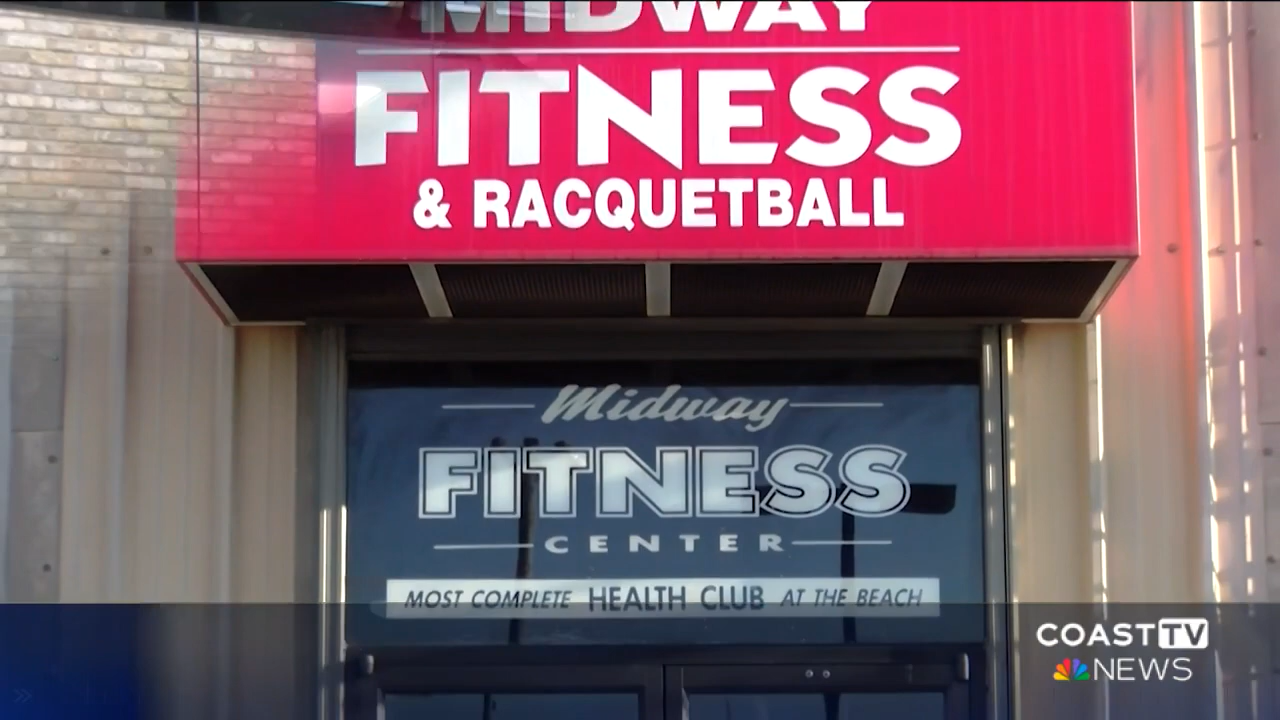 MIDWAY
FITNESS
& RACQUETBALL
Midway
FITNESS
CENTER
MOST COMPLETE HEALTH CLUB AT THE BEACH
COAST TV
NEWS